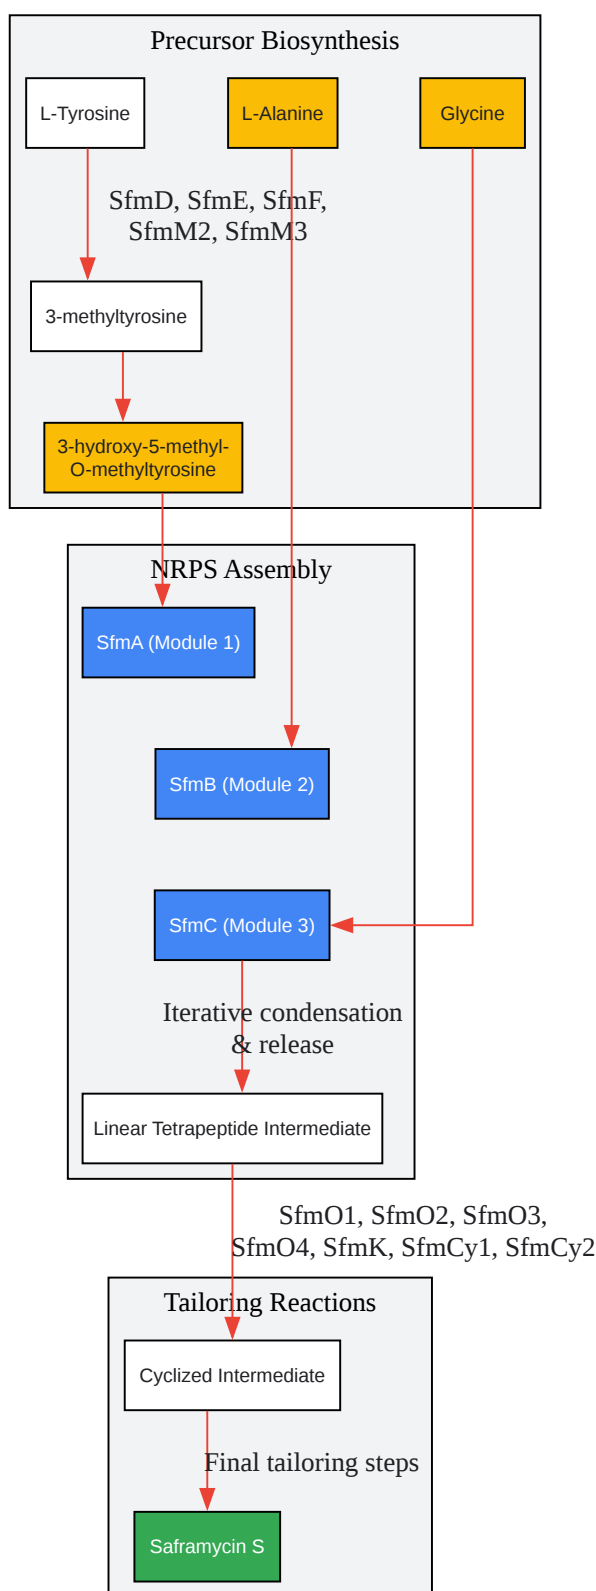 Precursor Biosynthesis
L-Tyrosine
L-Alanine
Glycine
SfmD, SfmE, SfmF,
SfmM2, SfmM3
3-methyltyrosine
3-hydroxy-5-methyl-
O-methyltyrosine
NRPS Assembly
SfmA (Module 1)
SfmB (Module 2)
SfmC (Module 3)
Iterative condensation
& release
Linear Tetrapeptide Intermediate
SfmO1, SfmO2, SfmO3,
SfmO4, SfmK, SfmCy1, SfmCy2
Tailoring Reactions
Cyclized Intermediate
Final tailoring steps
Saframycin S